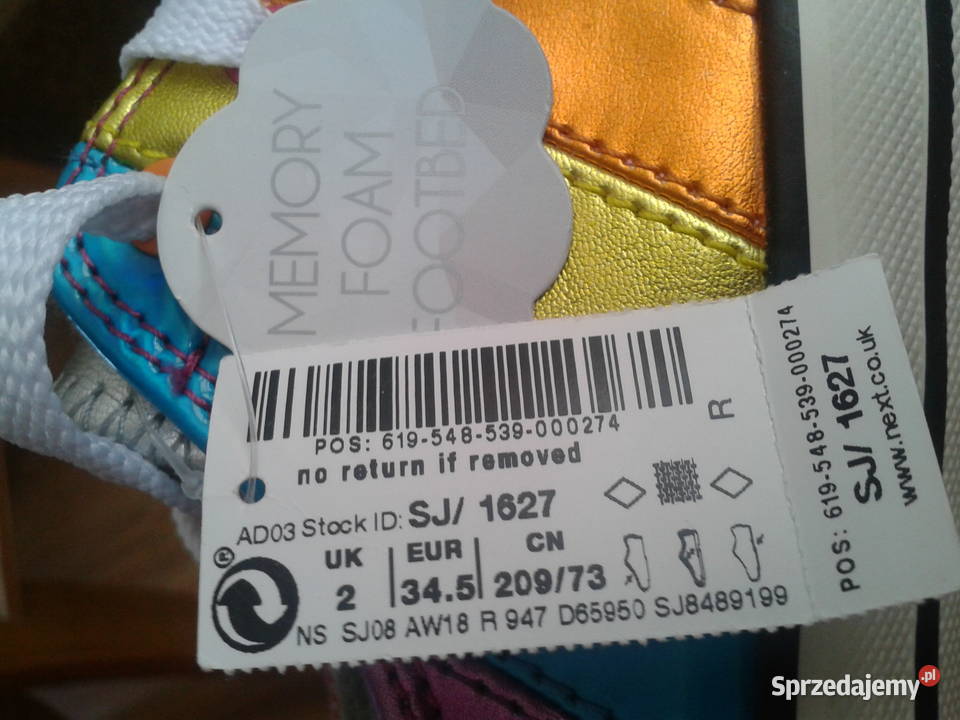 MEMORY
FOAM
FOOTBED
POS: 619-548-539-000274
no return if removed
R
AD03 Stock ID: SJ/ 1627
UK EUR CN
2 34.5 209/73
®
NS SJ08 AW18 R 947 D65950 SJ8489199
POS: 619-548-539-000274
SJ/ 1627
www.next.co.uk
Sprzedajemy.pl